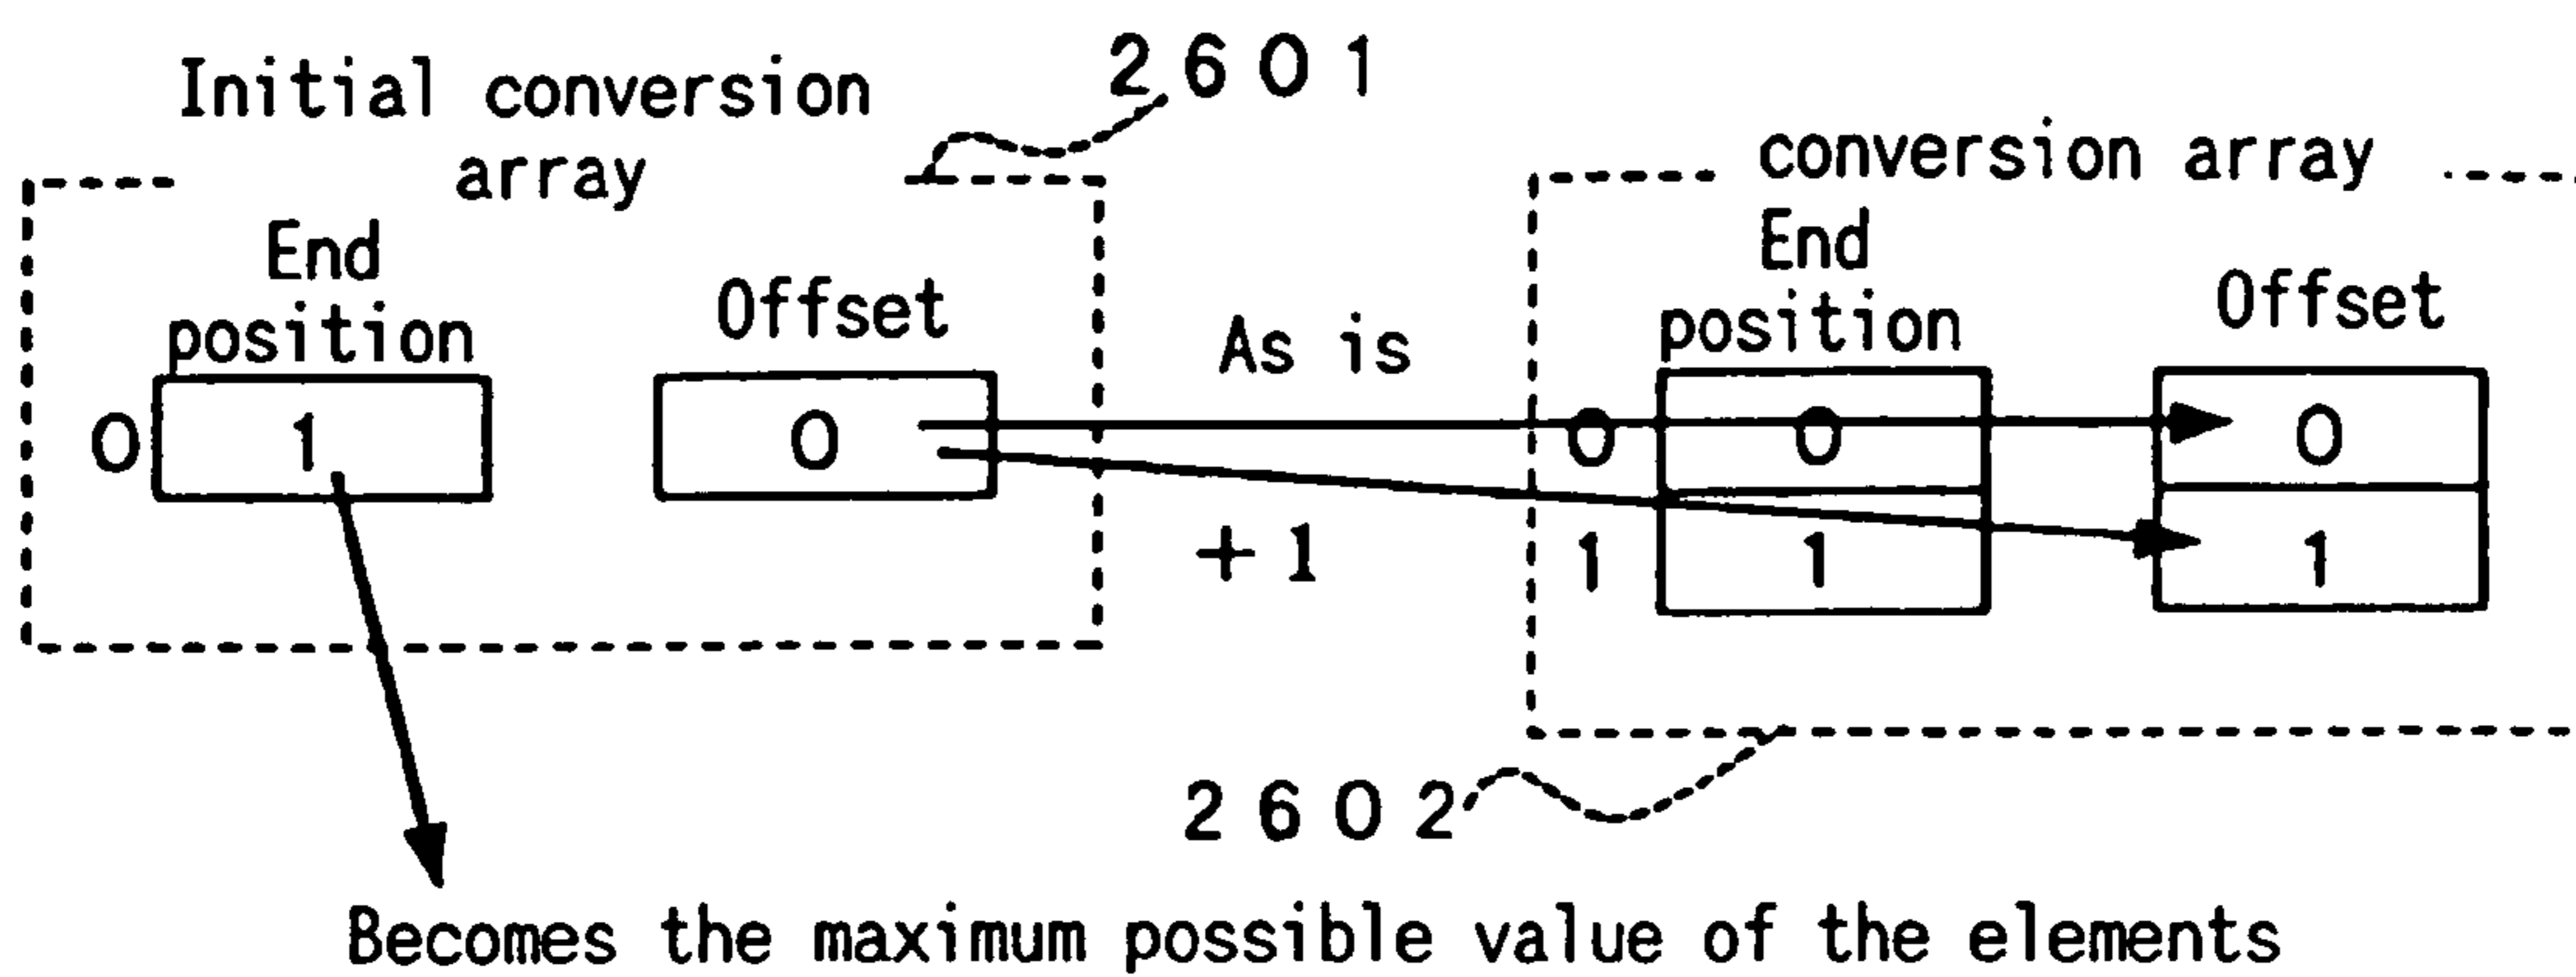 Initial conversion
array
2601
End
position
Offset
0
1
0
As is
+1
conversion array
End
position
Offset
0
0
0
1
1
1
2602
Becomes the maximum possible value of the elements